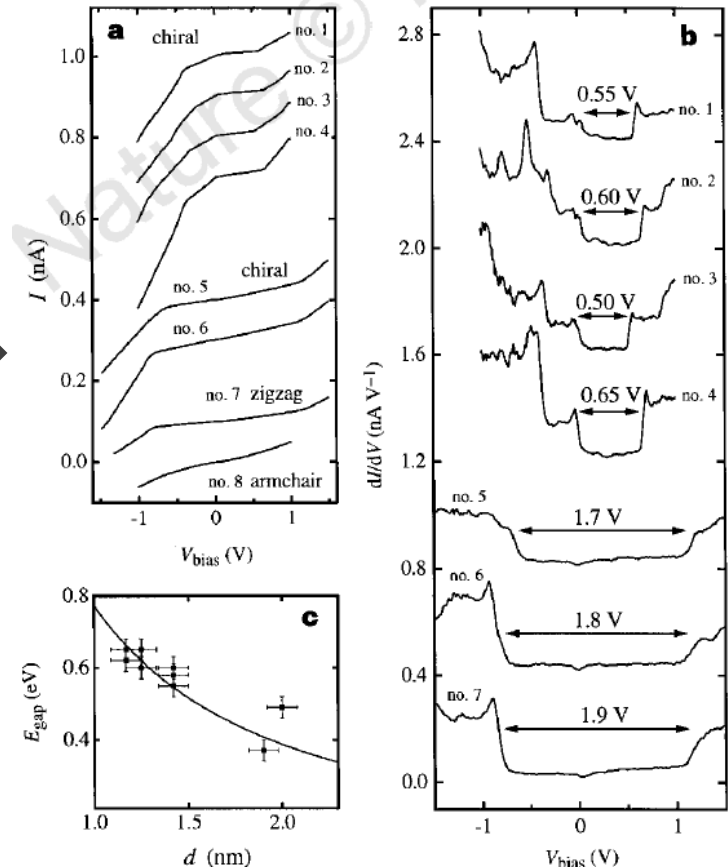 a
chiral
no. 1
no. 2
no. 3
no. 4
chiral
no. 5
no. 6
no. 7 zigzag
no. 8 armchair
1.0
0.8
0.6
0.4
0.2
0.0
I (nA)
-1
0
1
V_bias (V)
b
2.8
2.4
2.0
1.6
1.2
0.8
0.4
0.0
dI/dV (nA V⁻¹)
0.55 V
no. 1
0.60 V
no. 2
0.50 V
no. 3
0.65 V
no. 4
no. 5
1.7 V
no. 6
1.8 V
no. 7
1.9 V
-1
0
1
V_bias (V)
c
0.8
0.6
0.4
E_gap (eV)
1.0
1.5
2.0
d (nm)
Nature ©